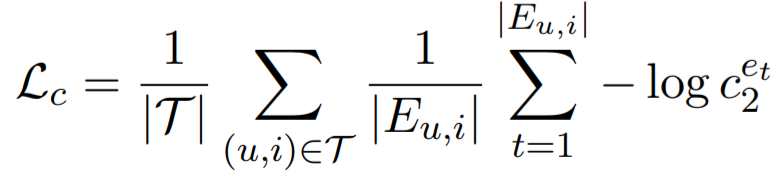 $\mathcal{L}_c = \frac{1}{|\mathcal{T}|} \sum_{(u,i) \in \mathcal{T}} \frac{1}{|E_{u,i}|} \sum_{t=1}^{|E_{u,i}|} -\log c_2^{e_t}$